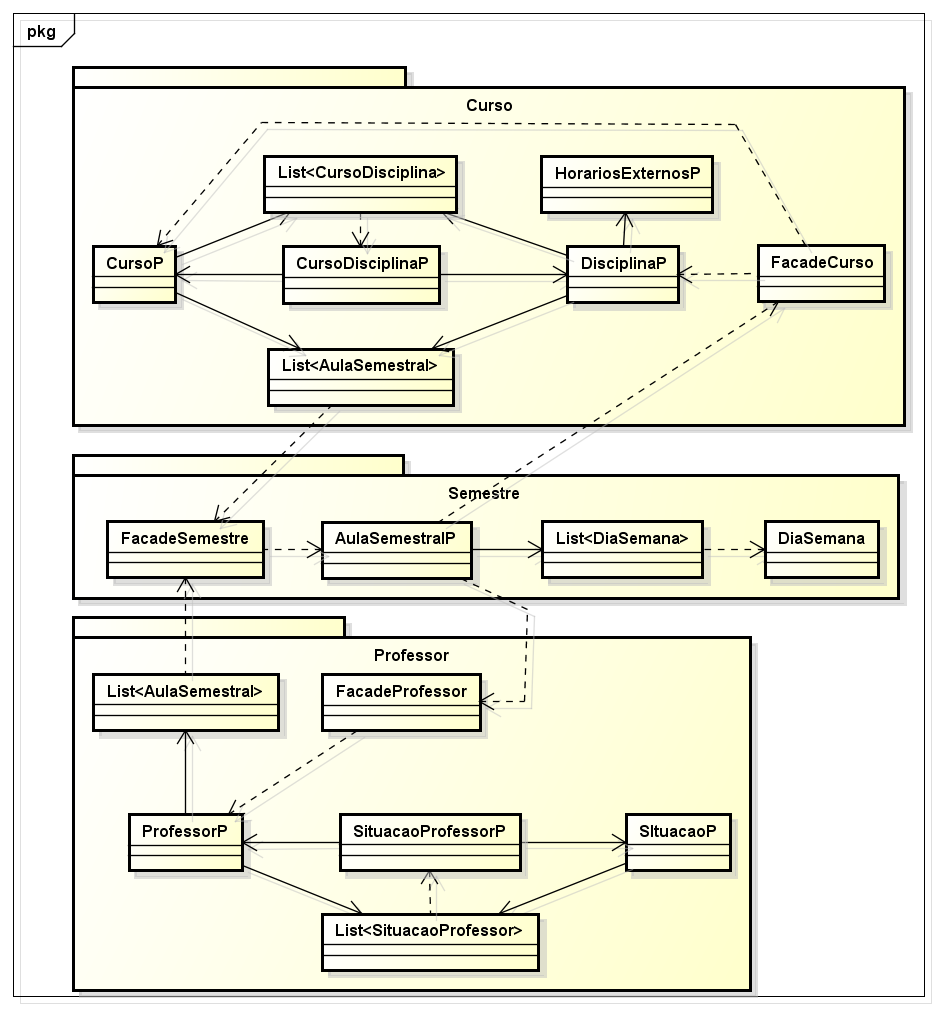 pkg
Curso
List<CursoDisciplina>
HorariosExternosP
CursoP
CursoDisciplinaP
DisciplinaP
FacadeCurso
List<AulaSemestral>
Semestre
FacadeSemestre
AulaSemestralP
List<DiaSemana>
DiaSemana
Professor
List<AulaSemestral>
FacadeProfessor
ProfessorP
SituacaoProfessorP
SItuacaoP
List<SituacaoProfessor>